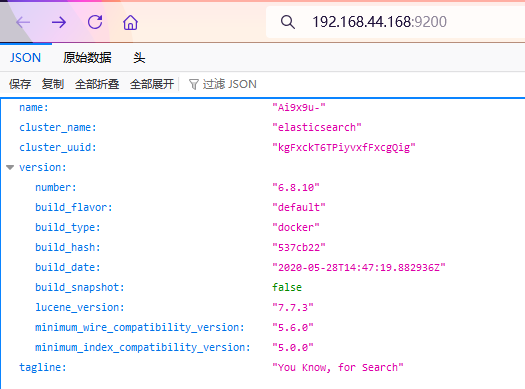 192.168.44.168:9200
JSON 原始数据 头
保存 复制 全部折叠 全部展开 过滤 JSON
name: "Ai9x9u-"
cluster_name: "elasticsearch"
cluster_uuid: "kgFxckT6TPiyvxfFxcgQig"
version:
number: "6.8.10"
build_flavor: "default"
build_type: "docker"
build_hash: "537cb22"
build_date: "2020-05-28T14:47:19.882936Z"
build_snapshot: false
lucene_version: "7.7.3"
minimum_wire_compatibility_version: "5.6.0"
minimum_index_compatibility_version: "5.0.0"
tagline: "You Know, for Search"